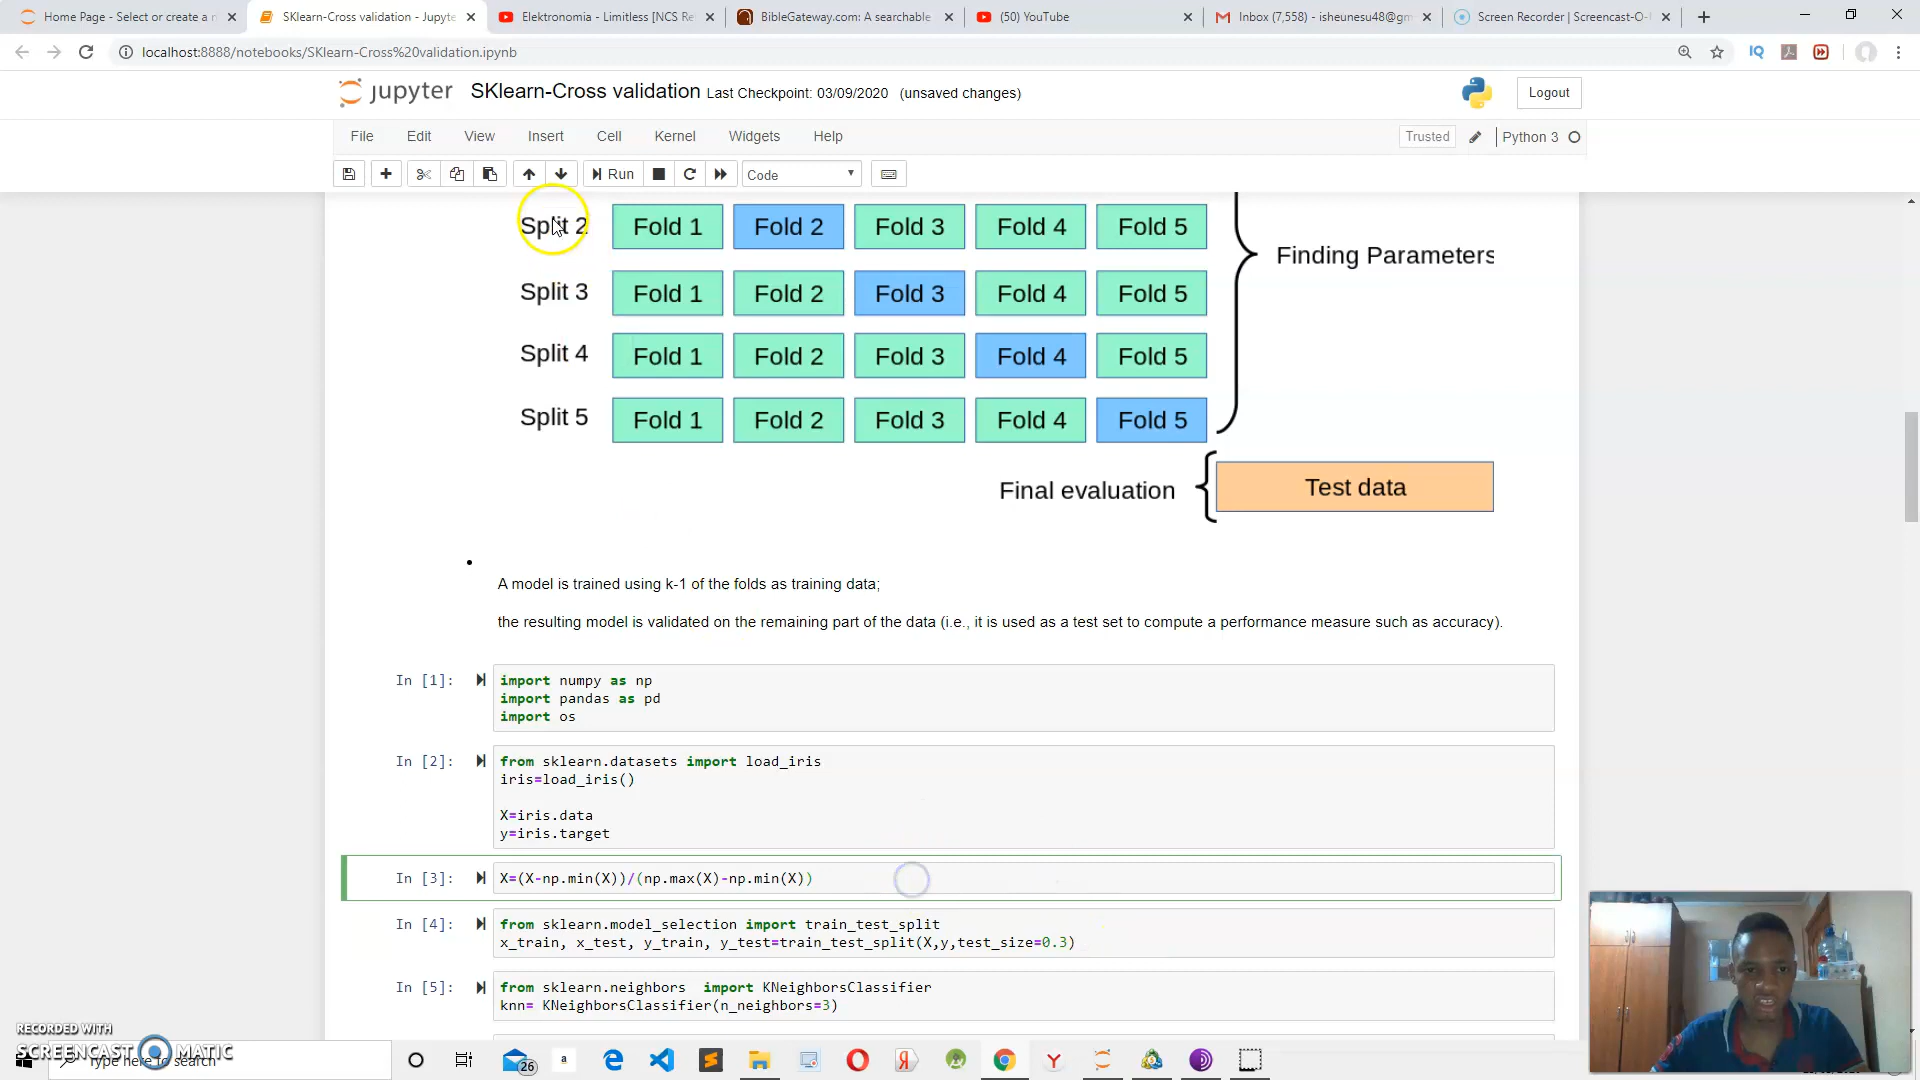 Home Page - Select or create a n
SKlearn-Cross validation - Jupyte
Elektronomia - Limitless [NCS Re
BibleGateway.com: A searchable
(50) YouTube
Inbox (7,558) - isheunesu48@gm
Screen Recorder | Screencast-O-
localhost:8888/notebooks/SKlearn-Cross%20validation.ipynb
IQ
jupyter SKlearn-Cross validation Last Checkpoint: 03/09/2020 (unsaved changes)
Logout
File Edit View Insert Cell Kernel Widgets Help
Trusted
Python 3
Run
Code
Split 2 Fold 1 Fold 2 Fold 3 Fold 4 Fold 5
Finding Parameters
Split 3 Fold 1 Fold 2 Fold 3 Fold 4 Fold 5
Split 4 Fold 1 Fold 2 Fold 3 Fold 4 Fold 5
Split 5 Fold 1 Fold 2 Fold 3 Fold 4 Fold 5
Final evaluation Test data
A model is trained using k-1 of the folds as training data;
the resulting model is validated on the remaining part of the data (i.e., it is used as a test set to compute a performance measure such as accuracy).
In [1]: import numpy as np
import pandas as pd
import os
In [2]: from sklearn.datasets import load_iris
iris=load_iris()
X=iris.data
y=iris.target
In [3]: X=(X-np.min(X))/(np.max(X)-np.min(X))
In [4]: from sklearn.model_selection import train_test_split
x_train, x_test, y_train, y_test=train_test_split(X,y,test_size=0.3)
In [5]: from sklearn.neighbors  import KNeighborsClassifier
knn= KNeighborsClassifier(n_neighbors=3)
RECORDED WITH
SCREENCAST MATIC
Type here to search
26
a